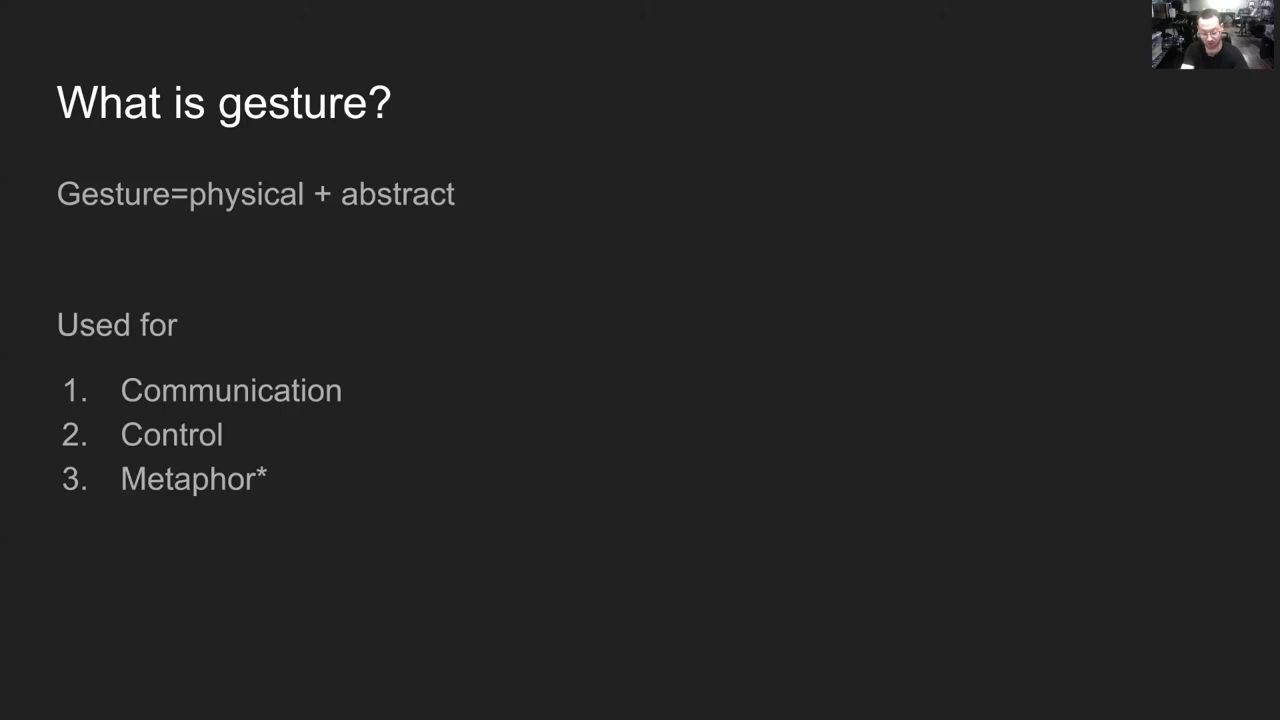 What is gesture?
Gesture=physical + abstract
Used for
1. Communication
2. Control
3. Metaphor*